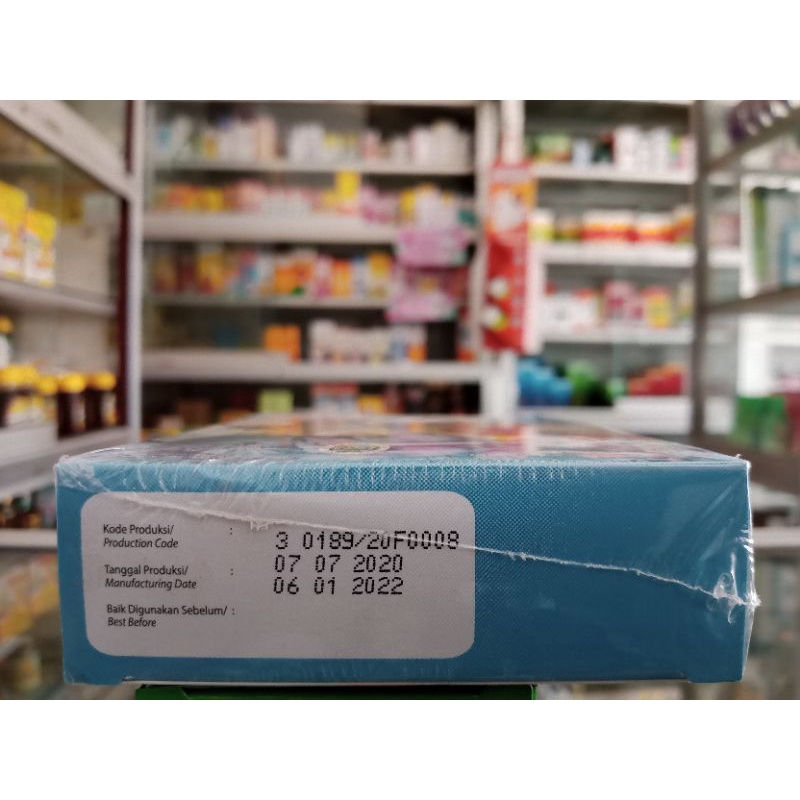 Kode Produksi/ :
Production Code
3 0189/20F0008
Tanggal Produksi/ :
Manufacturing Date
07 07 2020
06 01 2022
Baik Digunakan Sebelum/ :
Best Before